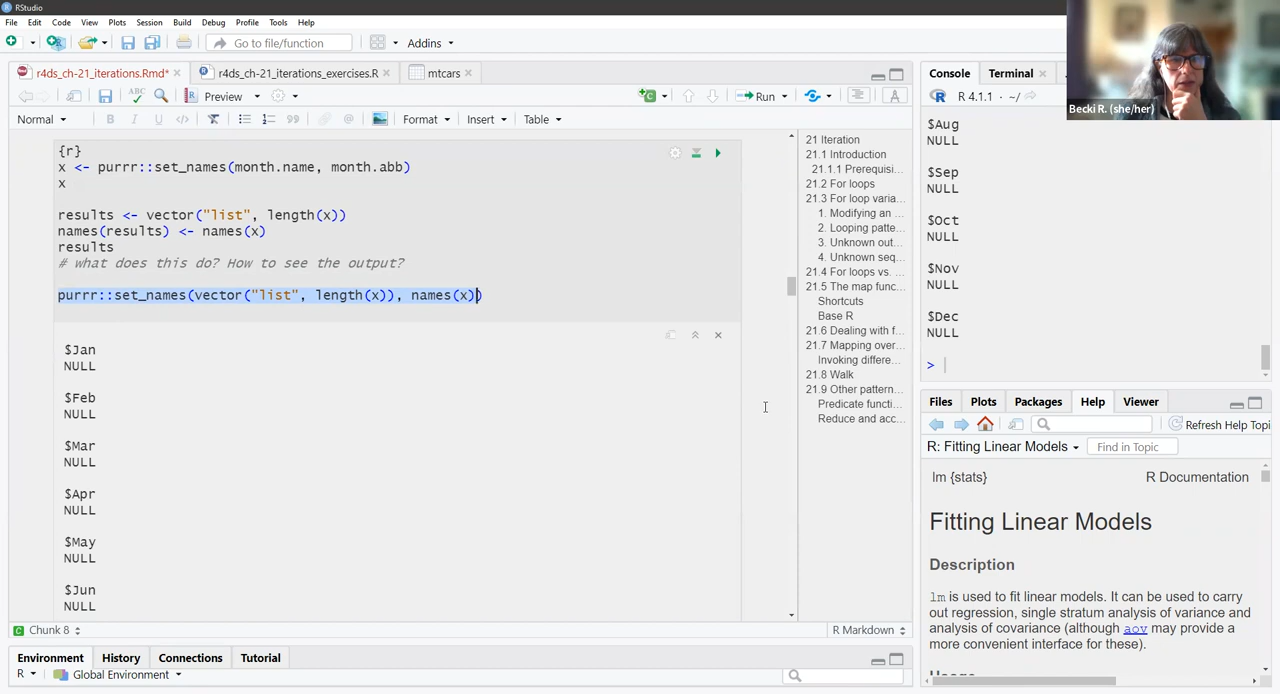 RStudio
File Edit Code View Plots Session Build Debug Profile Tools Help
Go to file/function Addins
r4ds_ch-21_iterations.Rmd* r4ds_ch-21_iterations_exercises.R mtcars
ABC Preview Run
Normal B I U </> Format Insert Table
{r}
x <- purrr::set_names(month.name, month.abb)
x
results <- vector("list", length(x))
names(results) <- names(x)
results
# what does this do? How to see the output?
purrr::set_names(vector("list", length(x)), names(x))
$Jan
NULL
$Feb
NULL
$Mar
NULL
$Apr
NULL
$May
NULL
$Jun
NULL
Chunk 8
R Markdown
21 Iteration
21.1 Introduction
21.1.1 Prerequisi...
21.2 For loops
21.3 For loop varia...
1. Modifying an ...
2. Looping patte...
3. Unknown out...
4. Unknown seq...
21.4 For loops vs. ...
21.5 The map func...
Shortcuts
Base R
21.6 Dealing with f...
21.7 Mapping over...
Invoking differe...
21.8 Walk
21.9 Other pattern...
Predicate functi...
Reduce and acc...
Environment History Connections Tutorial
R Global Environment
Console Terminal
R 4.1.1 · ~/
Becki R. (she/her)
$Aug
NULL
$Sep
NULL
$Oct
NULL
$Nov
NULL
$Dec
NULL
>
Files Plots Packages Help Viewer
Refresh Help Topi
R: Fitting Linear Models Find in Topic
lm {stats} R Documentation
Fitting Linear Models
Description
lm is used to fit linear models. It can be used to carry
out regression, single stratum analysis of variance and
analysis of covariance (although aov may provide a
more convenient interface for these).